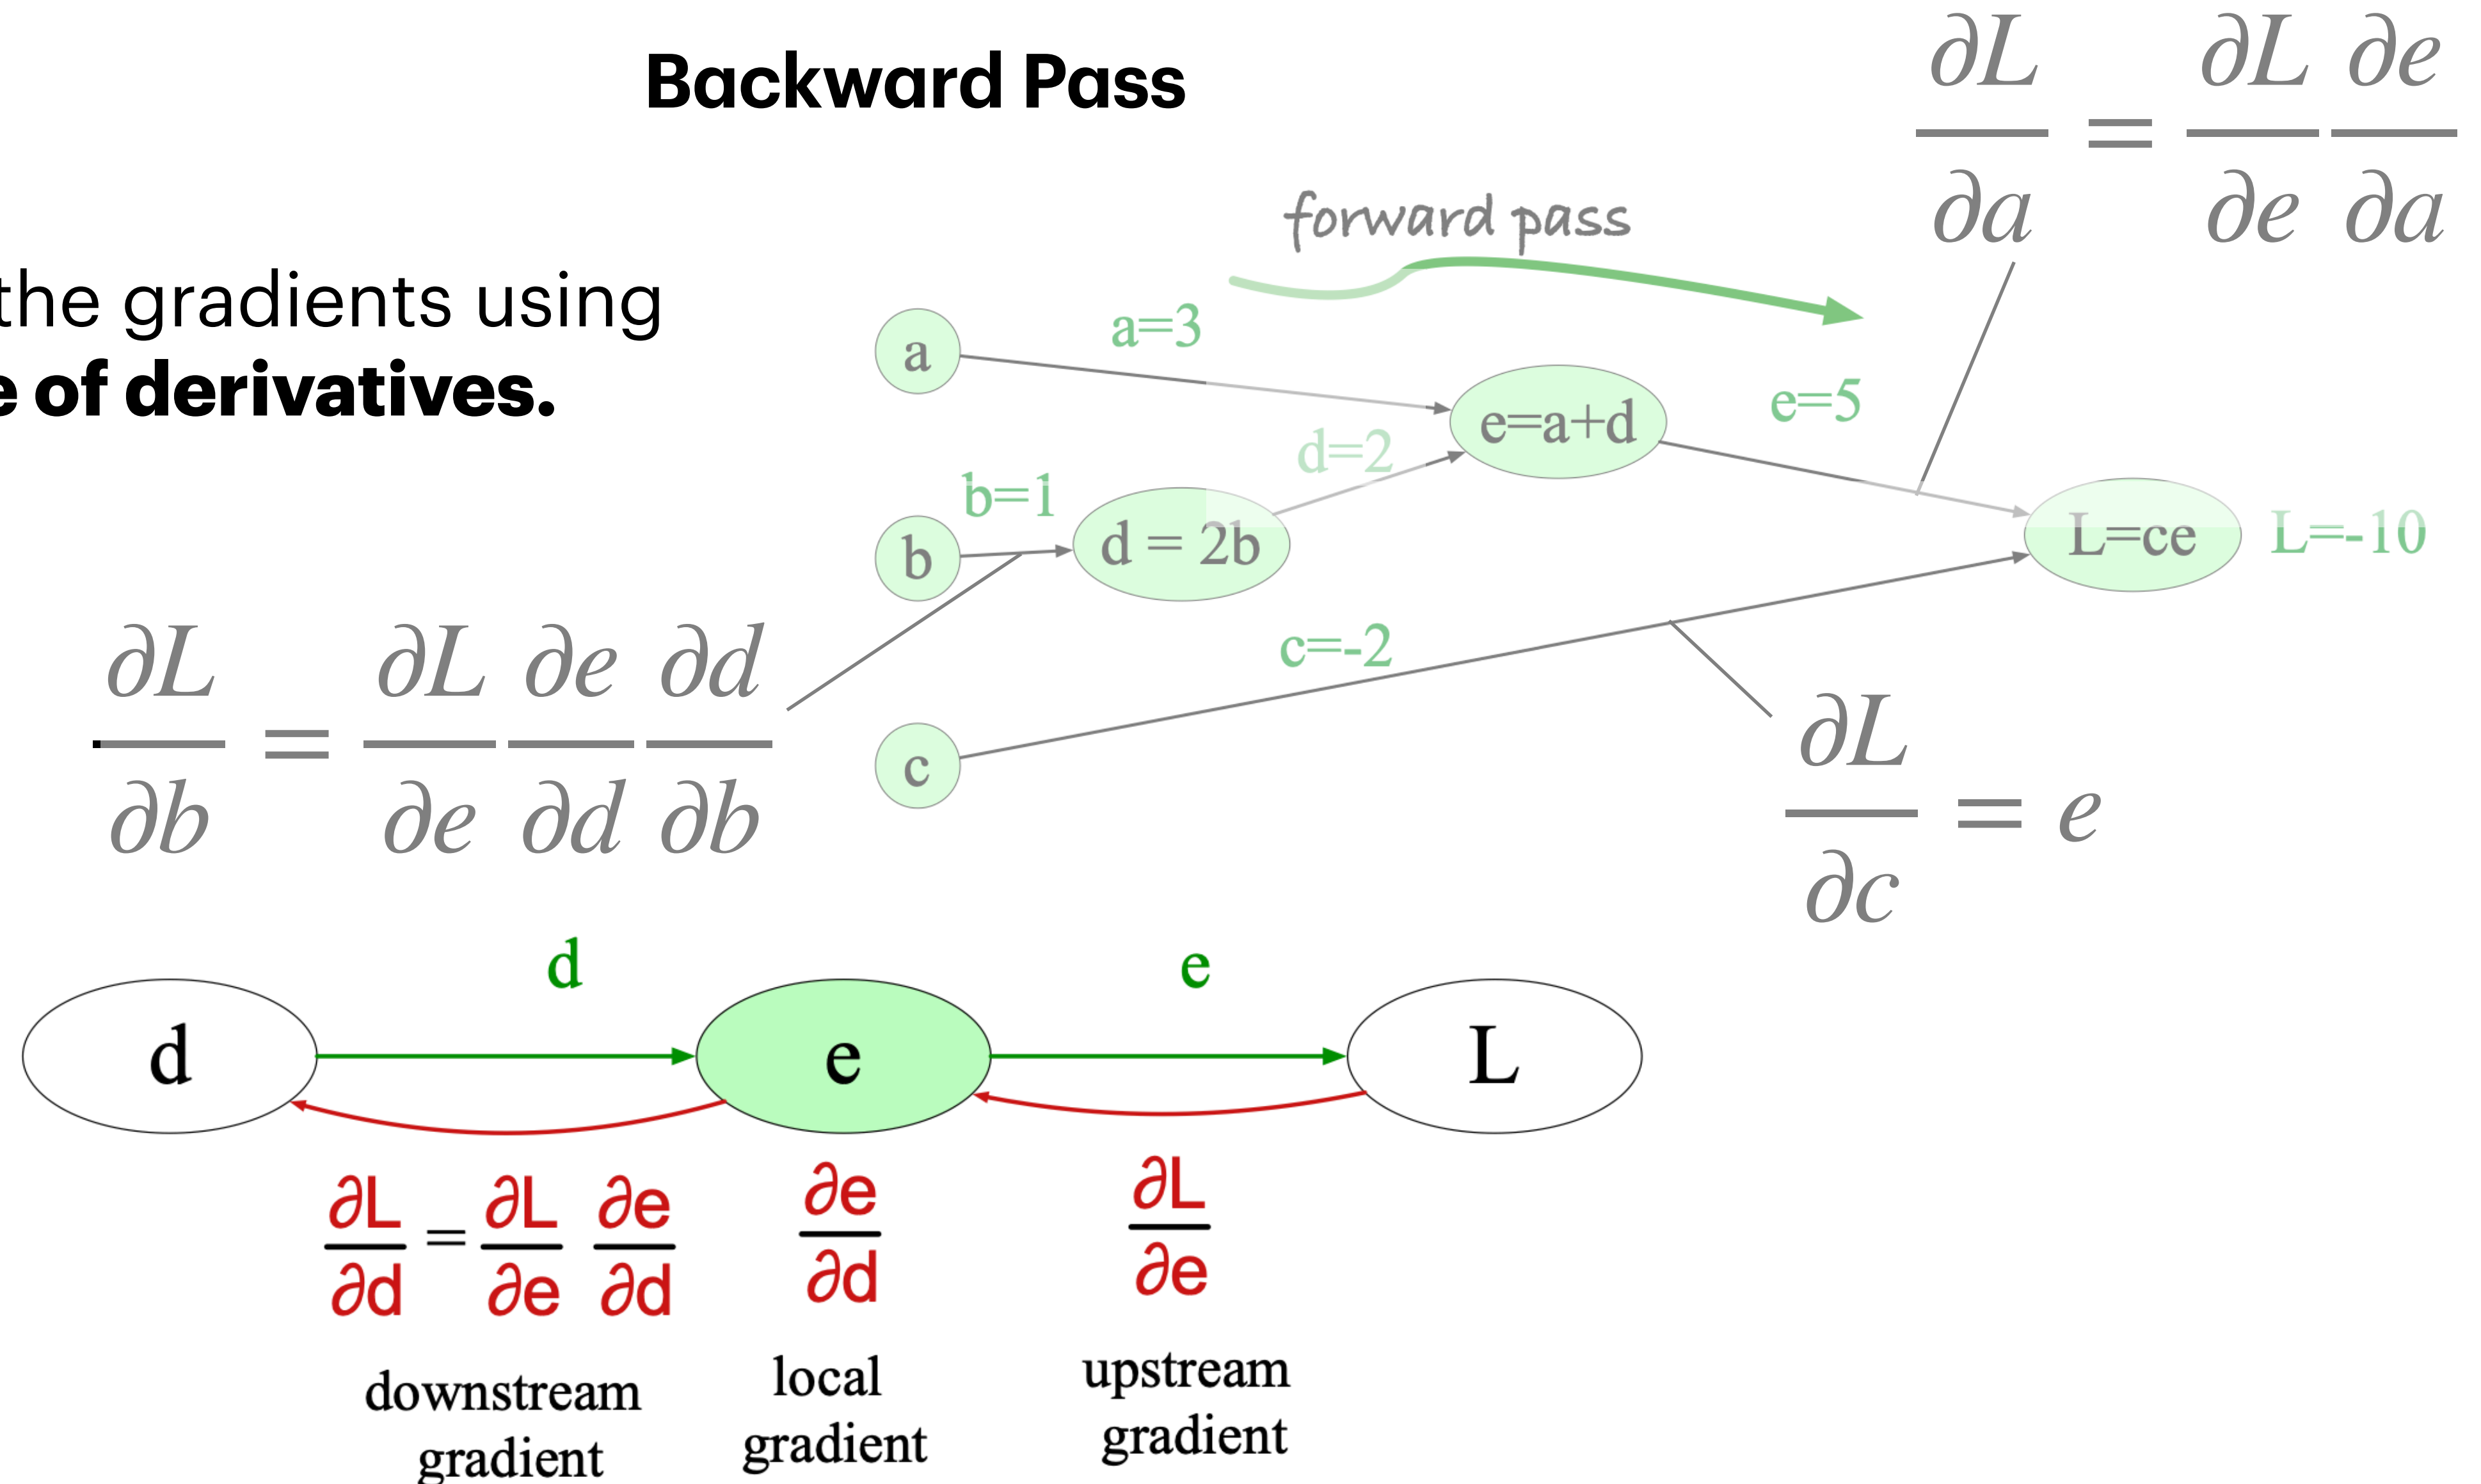 Backward Pass
∂L/∂a = ∂L/∂e ∂e/∂a
forward pass
the gradients using
e of derivatives.
a
a=3
e=a+d
e=5
d=2
b=1
b
d = 2b
L=ce
L=-10
c=-2
c
∂L/∂b = ∂L/∂e ∂e/∂d ∂d/∂b
∂L/∂c = e
d
e
d
e
L
∂L/∂d = ∂L/∂e ∂e/∂d
∂e/∂d
∂L/∂e
downstream
gradient
local
gradient
upstream
gradient